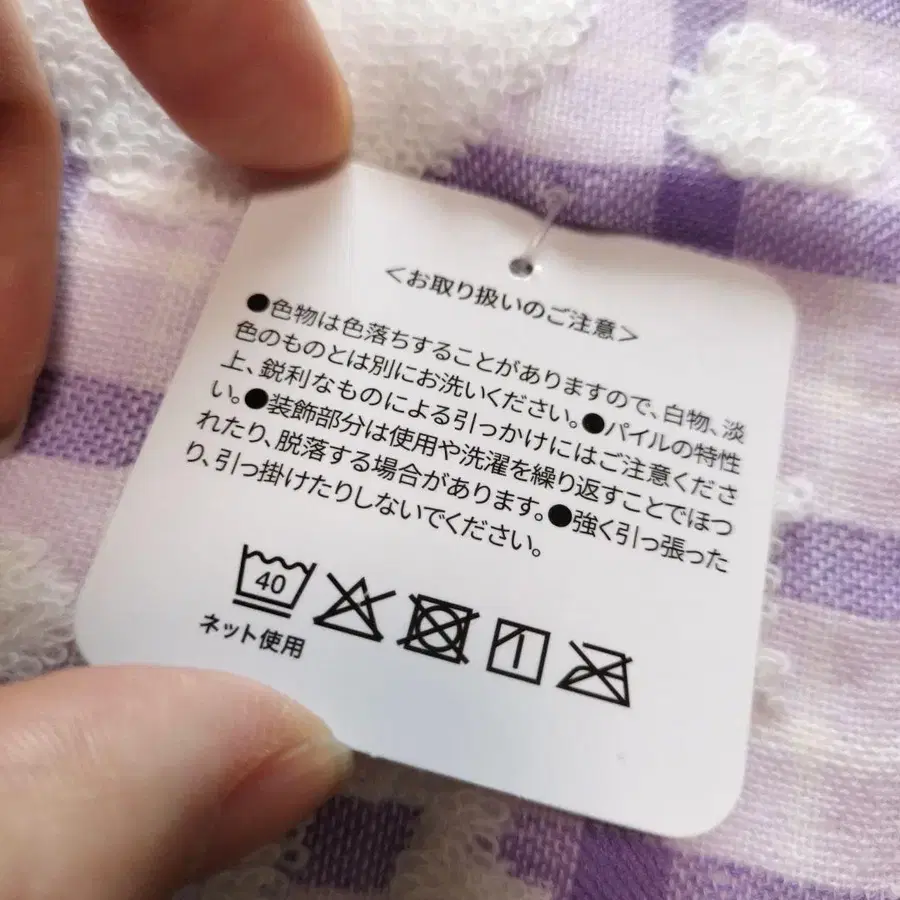 <お取り扱いのご注意>
●色物は色落ちすることがありますので、白物、淡
色のものとは別にお洗いください。●パイルの特性
上、鋭利なものによる引っかけにはご注意くださ
い。●装飾部分は使用や洗濯を繰り返すことでほつ
れたり、脱落する場合があります。●強く引っ張った
り、引っ掛けたりしないでください。
40
ネット使用